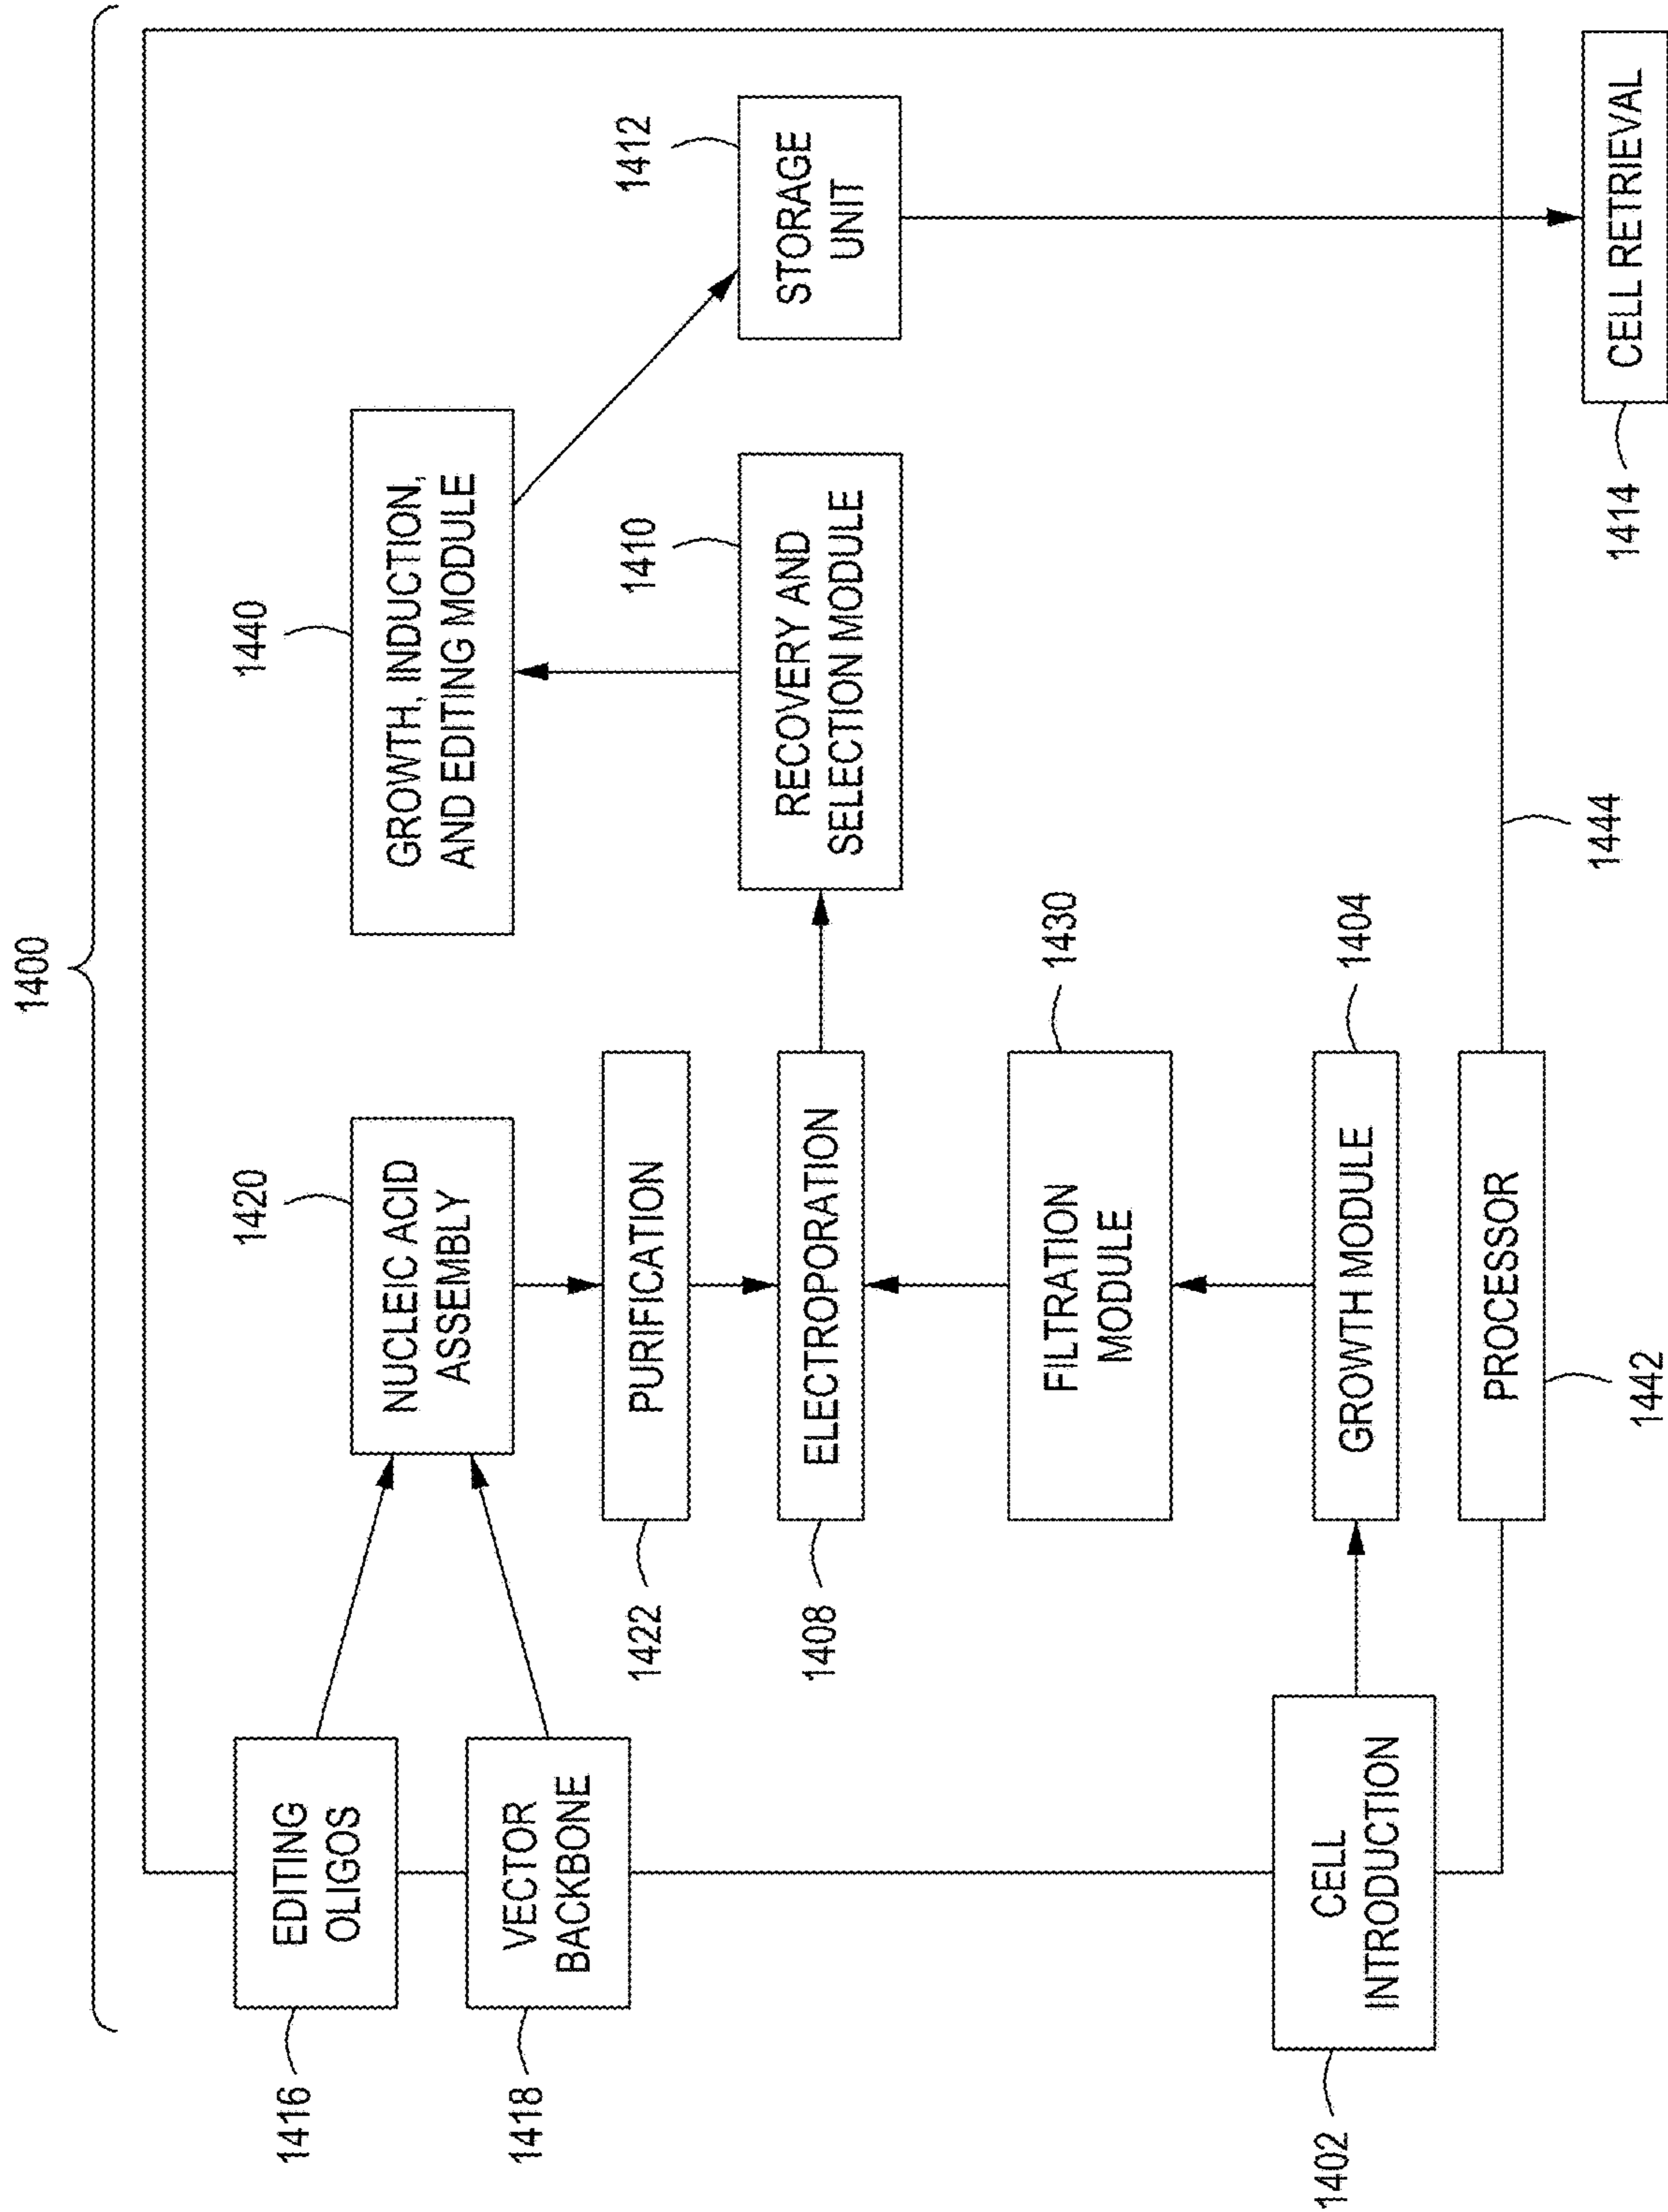 1400
1416
EDITING
OLIGOS
1418
VECTOR
BACKBONE
1420
NUCLEIC ACID
ASSEMBLY
1440
GROWTH, INDUCTION,
AND EDITING MODULE
1422
PURIFICATION
1408
ELECTROPORATION
1410
RECOVERY AND
SELECTION MODULE
1412
STORAGE
UNIT
1430
FILTRATION
MODULE
1402
CELL
INTRODUCTION
1404
GROWTH MODULE
1442
PROCESSOR
1444
1414
CELL RETRIEVAL